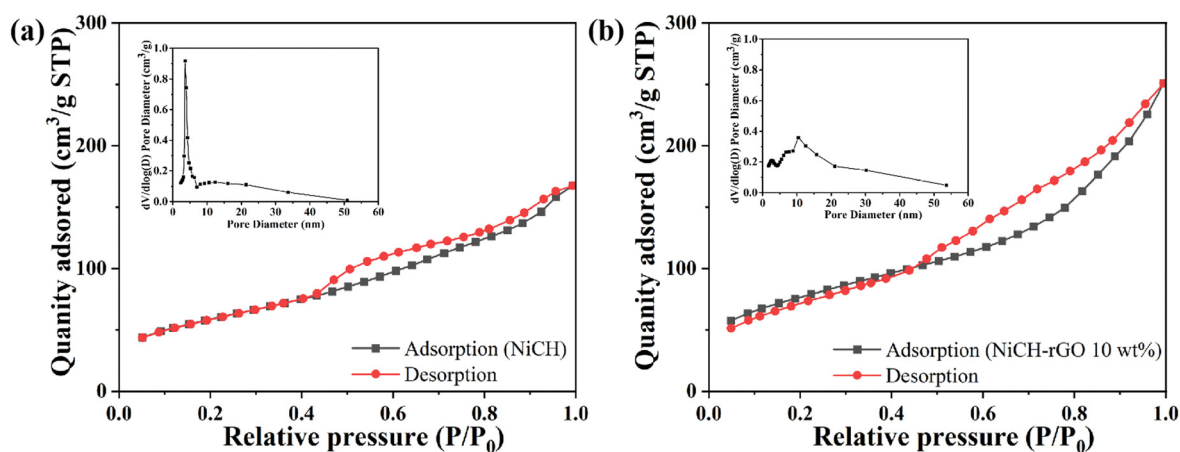 (a)
300
200
100
0
Quanity adsored (cm³/g STP)
0.0 0.2 0.4 0.6 0.8 1.0
Relative pressure (P/P₀)
Adsorption (NiCH)
Desorption
1.0
0.8
0.6
0.4
0.2
0.0
dV/dlog(D) Pore Diameter (cm³/g)
0 10 20 30 40 50 60
Pore Diameter (nm)
(b)
300
200
100
0
Quanity adsored (cm³/g STP)
0.0 0.2 0.4 0.6 0.8 1.0
Relative pressure (P/P₀)
Adsorption (NiCH-rGO 10 wt%)
Desorption
1.0
0.8
0.6
0.4
0.2
0.0
dV/dlog(D) Pore Diameter (cm³/g)
0 10 20 30 40 50 60
Pore Diameter (nm)